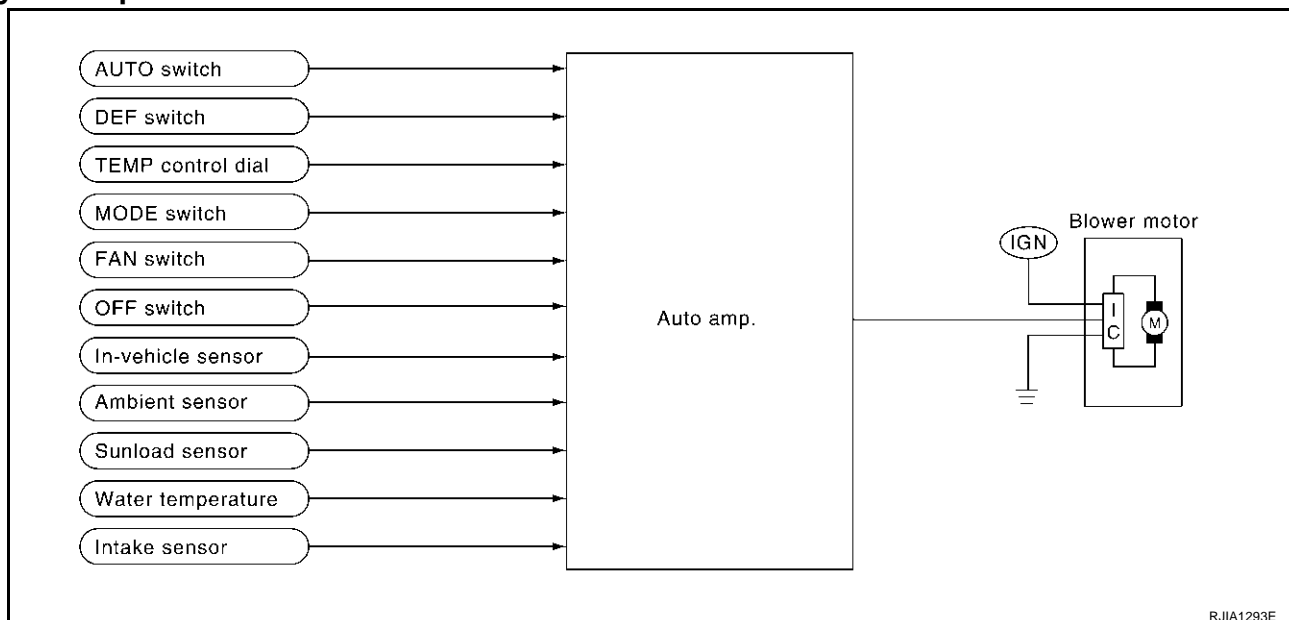 AUTO switch
DEF switch
TEMP control dial
MODE switch
FAN switch
OFF switch
In-vehicle sensor
Ambient sensor
Sunload sensor
Water temperature
Intake sensor
Auto amp.
Blower motor
IGN
I
C
M
RJIA1293E